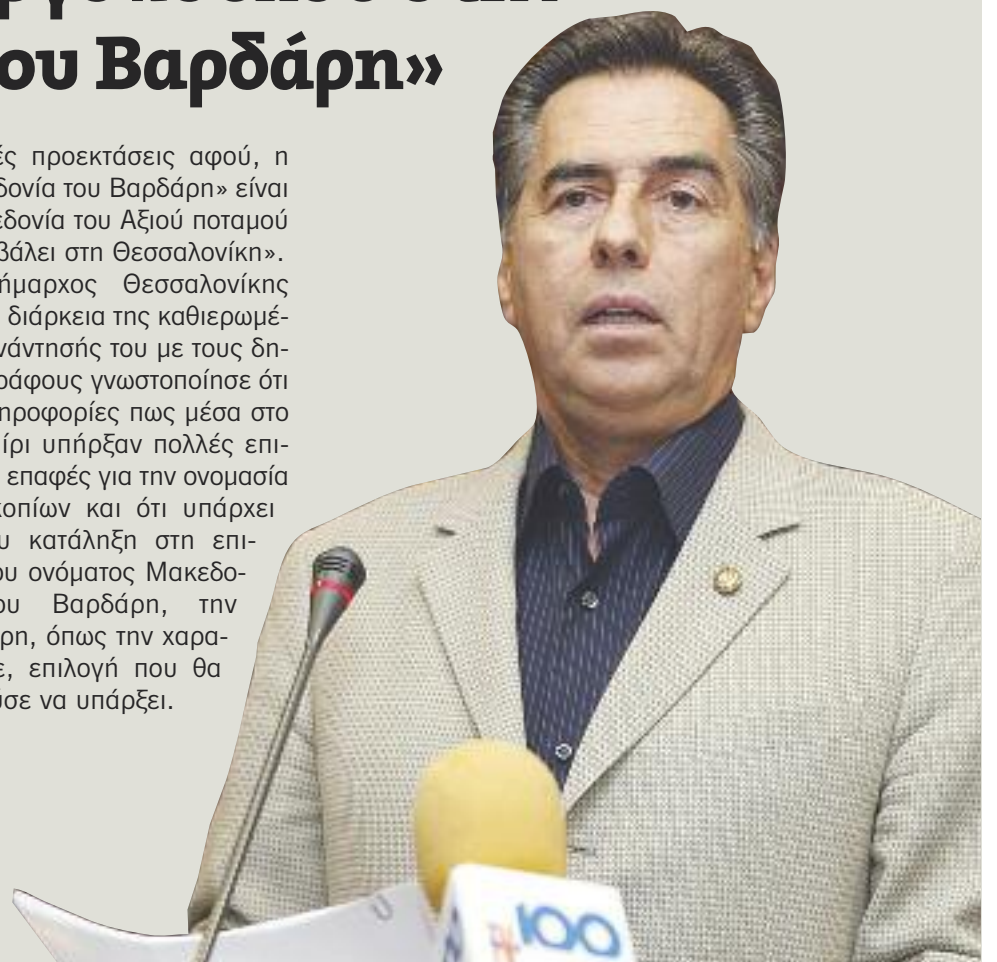 ου Βαρδάρη»
ές προεκτάσεις αφού, η
δονία του Βαρδάρη» είναι
εδονία του Αξιού ποταμού
βάλει στη Θεσσαλονίκη».
ήμαρχος Θεσσαλονίκης
διάρκεια της καθιερωμέ-
νάντησής του με τους δη-
ράφους γνωστοποίησε ότι
ηροφορίες πως μέσα στο
ίρι υπήρξαν πολλές επι-
επαφές για την ονομασία
κοπίων και ότι υπάρχει
υ κατάληξη στη επι-
ου ονόματος Μακεδο-
ου Βαρδάρη, την
ρη, όπως την χαρα-
ε, επιλογή που θα
ύσε να υπάρξει.
100